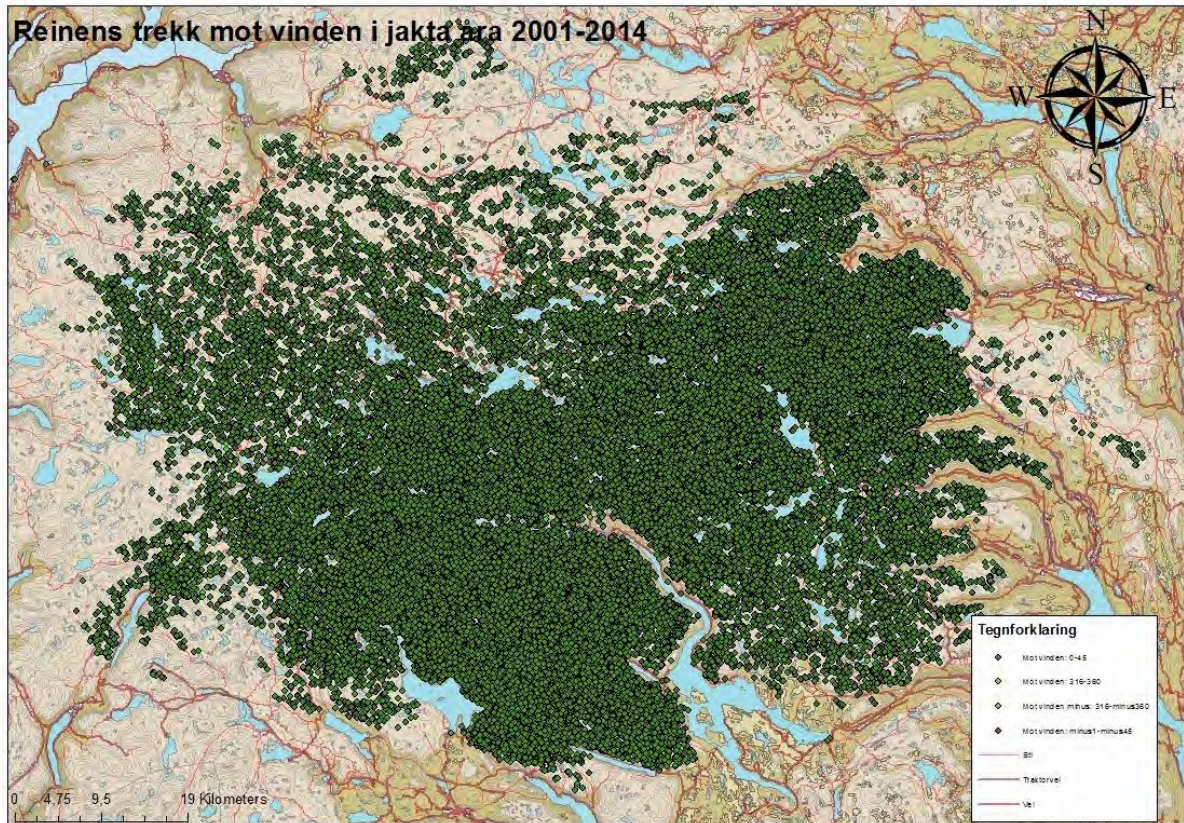 Reinens trekk mot vinden i jakta åra 2001-2014
N
W E
S
Tegnforklaring
Mot vinden: 0-45
Mot vinden: 316-360
Mot vinden minus: 316-minus360
Mot vinden: minus1-minus45
Sti
Traktorvei
Vei
0 4.75 9.5 19 Kilometers